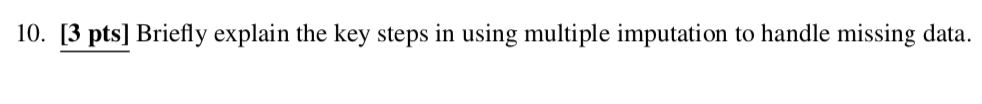 10. [3 pts] Briefly explain the key steps in using multiple imputation to handle missing data.